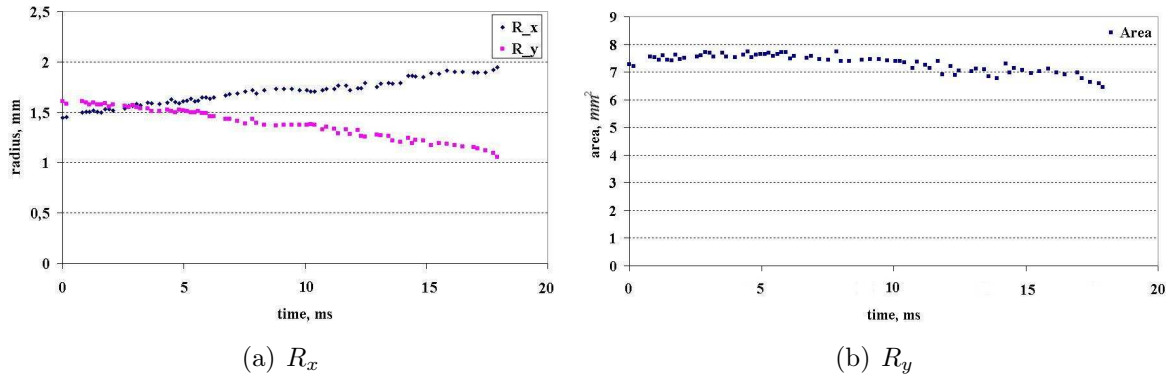 2,5
2
1,5
1
0,5
0
radius, mm
R_x
R_y
0 5 10 15 20
time, ms
(a) R_x
9
8
7
6
5
4
3
2
1
0
area, mm²
Area
0 5 10 15 20
time, ms
(b) R_y